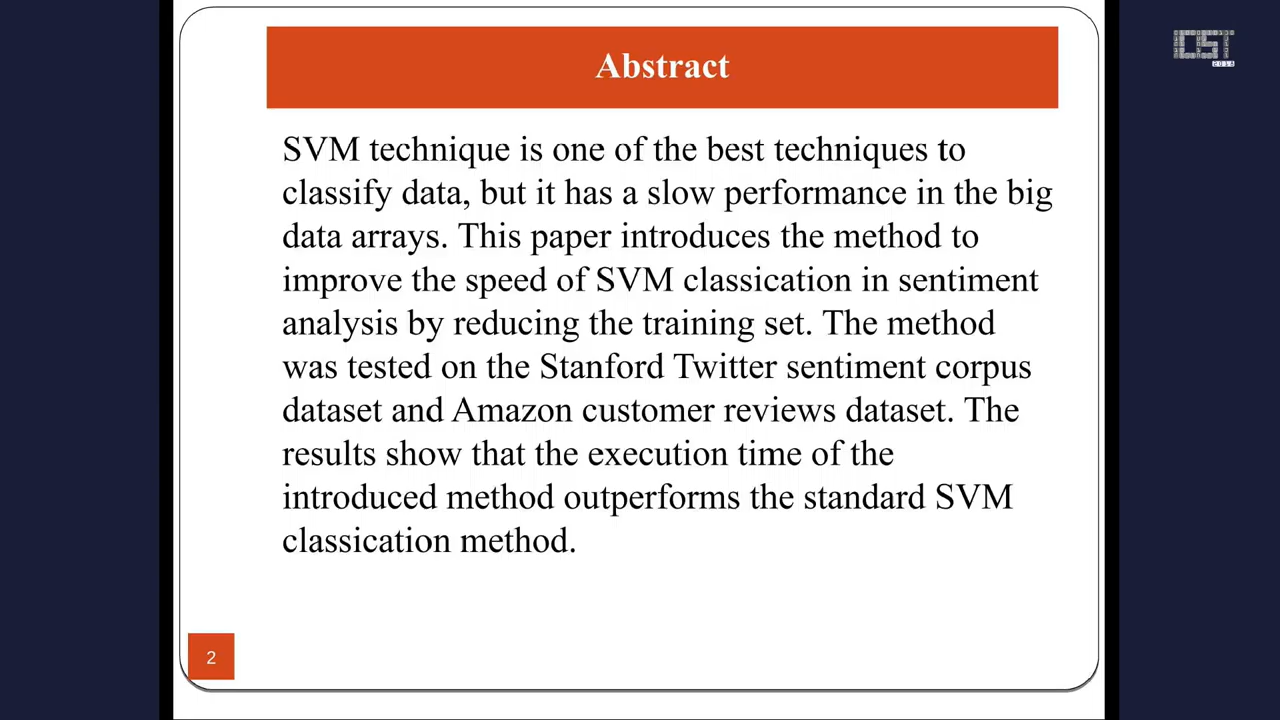 Abstract
SVM technique is one of the best techniques to
classify data, but it has a slow performance in the big
data arrays. This paper introduces the method to
improve the speed of SVM classication in sentiment
analysis by reducing the training set. The method
was tested on the Stanford Twitter sentiment corpus
dataset and Amazon customer reviews dataset. The
results show that the execution time of the
introduced method outperforms the standard SVM
classication method.
2
ICIST
2018